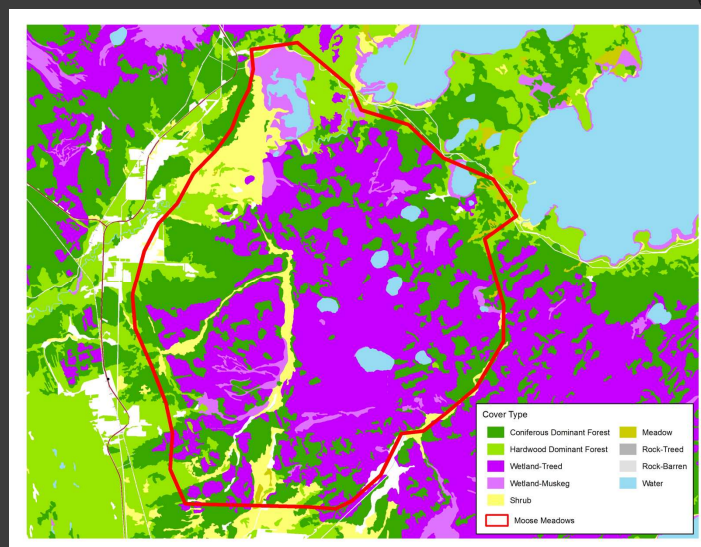 Cover Type
Coniferous Dominant Forest
Hardwood Dominant Forest
Wetland-Treed
Wetland-Muskeg
Shrub
Meadow
Rock-Treed
Rock-Barren
Water
Moose Meadows